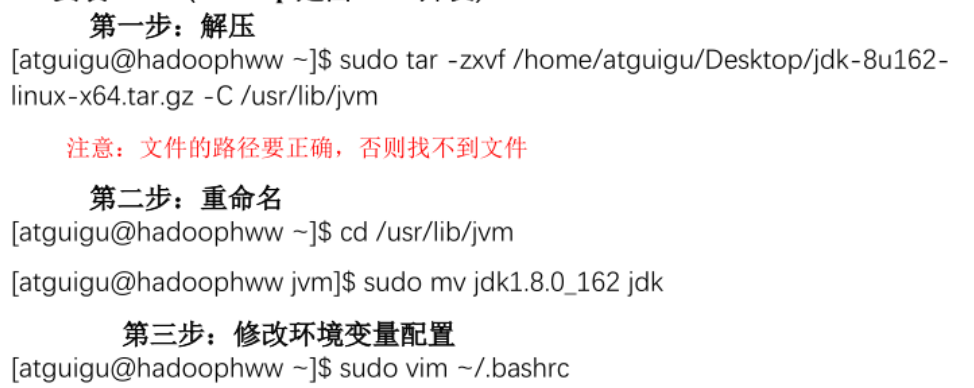 第一步：解压
[atguigu@hadoophww ~]$ sudo tar -zxvf /home/atguigu/Desktop/jdk-8u162-
linux-x64.tar.gz -C /usr/lib/jvm
注意：文件的路径要正确，否则找不到文件
第二步：重命名
[atguigu@hadoophww ~]$ cd /usr/lib/jvm
[atguigu@hadoophww jvm]$ sudo mv jdk1.8.0_162 jdk
第三步：修改环境变量配置
[atguigu@hadoophww ~]$ sudo vim ~/.bashrc